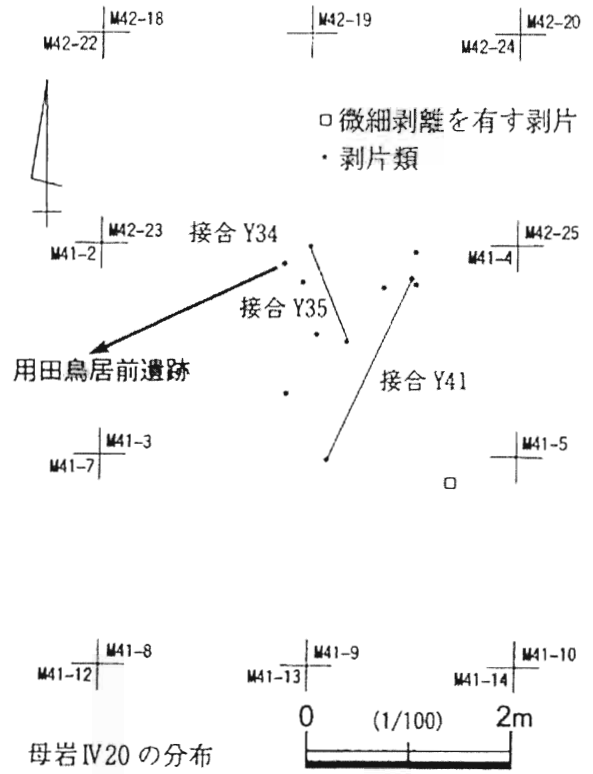 M42-18
M42-19
M42-20
M42-22
M42-24
□ 微細剥離を有す剥片
・ 剥片類
M42-23
接合 Y34
M42-25
M41-2
M41-4
接合 Y35
用田鳥居前遺跡
接合 Y41
M41-3
M41-5
M41-7
M41-8
M41-9
M41-10
M41-12
M41-13
M41-14
0 (1/100) 2m
母岩Ⅳ20 の分布